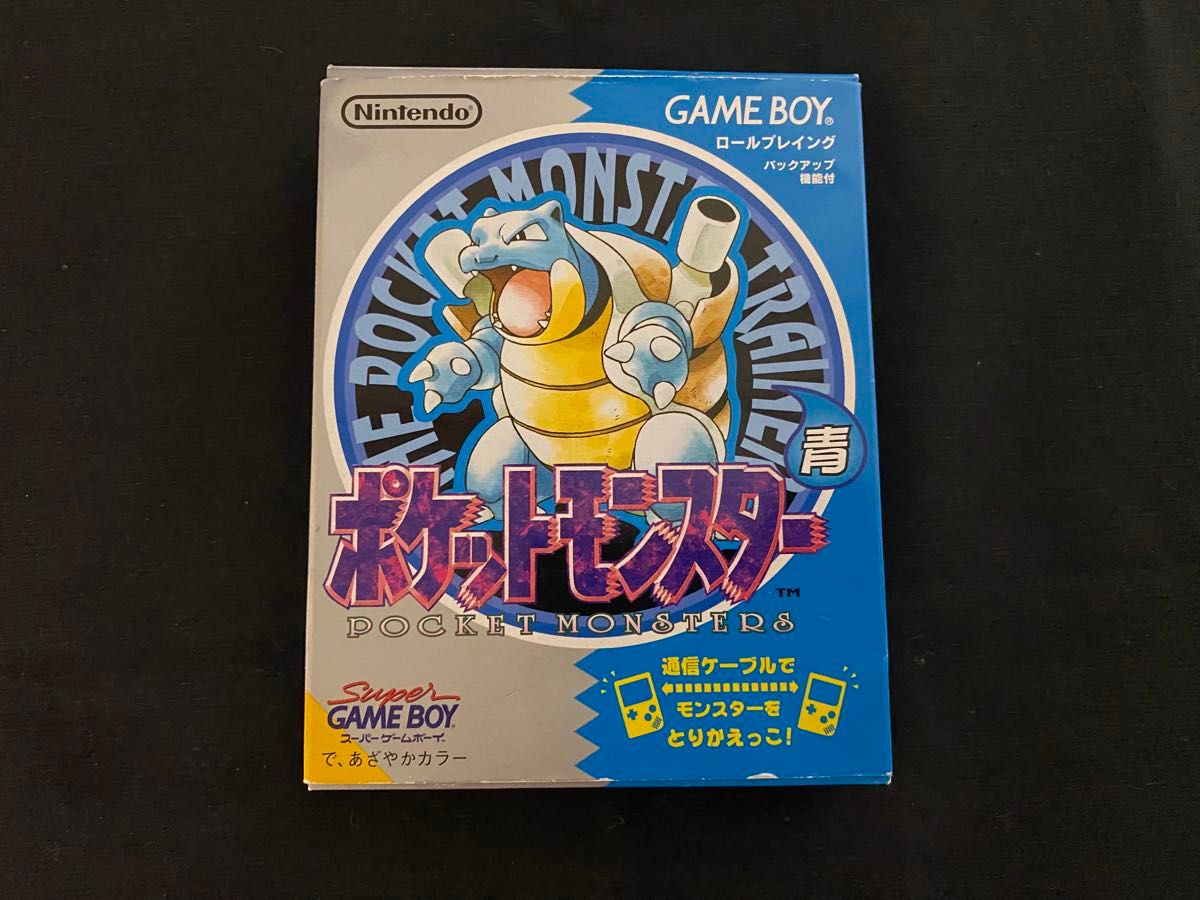 Nintendo®
GAME BOY®
ロールプレイング
バックアップ
機能付
THE POCKET MONSTER TRAINER
青
ポケットモンスター
TM
POCKET MONSTERS
Super
GAME BOY
スーパーゲームボーイ
で、あざやかカラー
通信ケーブルで
モンスターを
とりかえっこ!